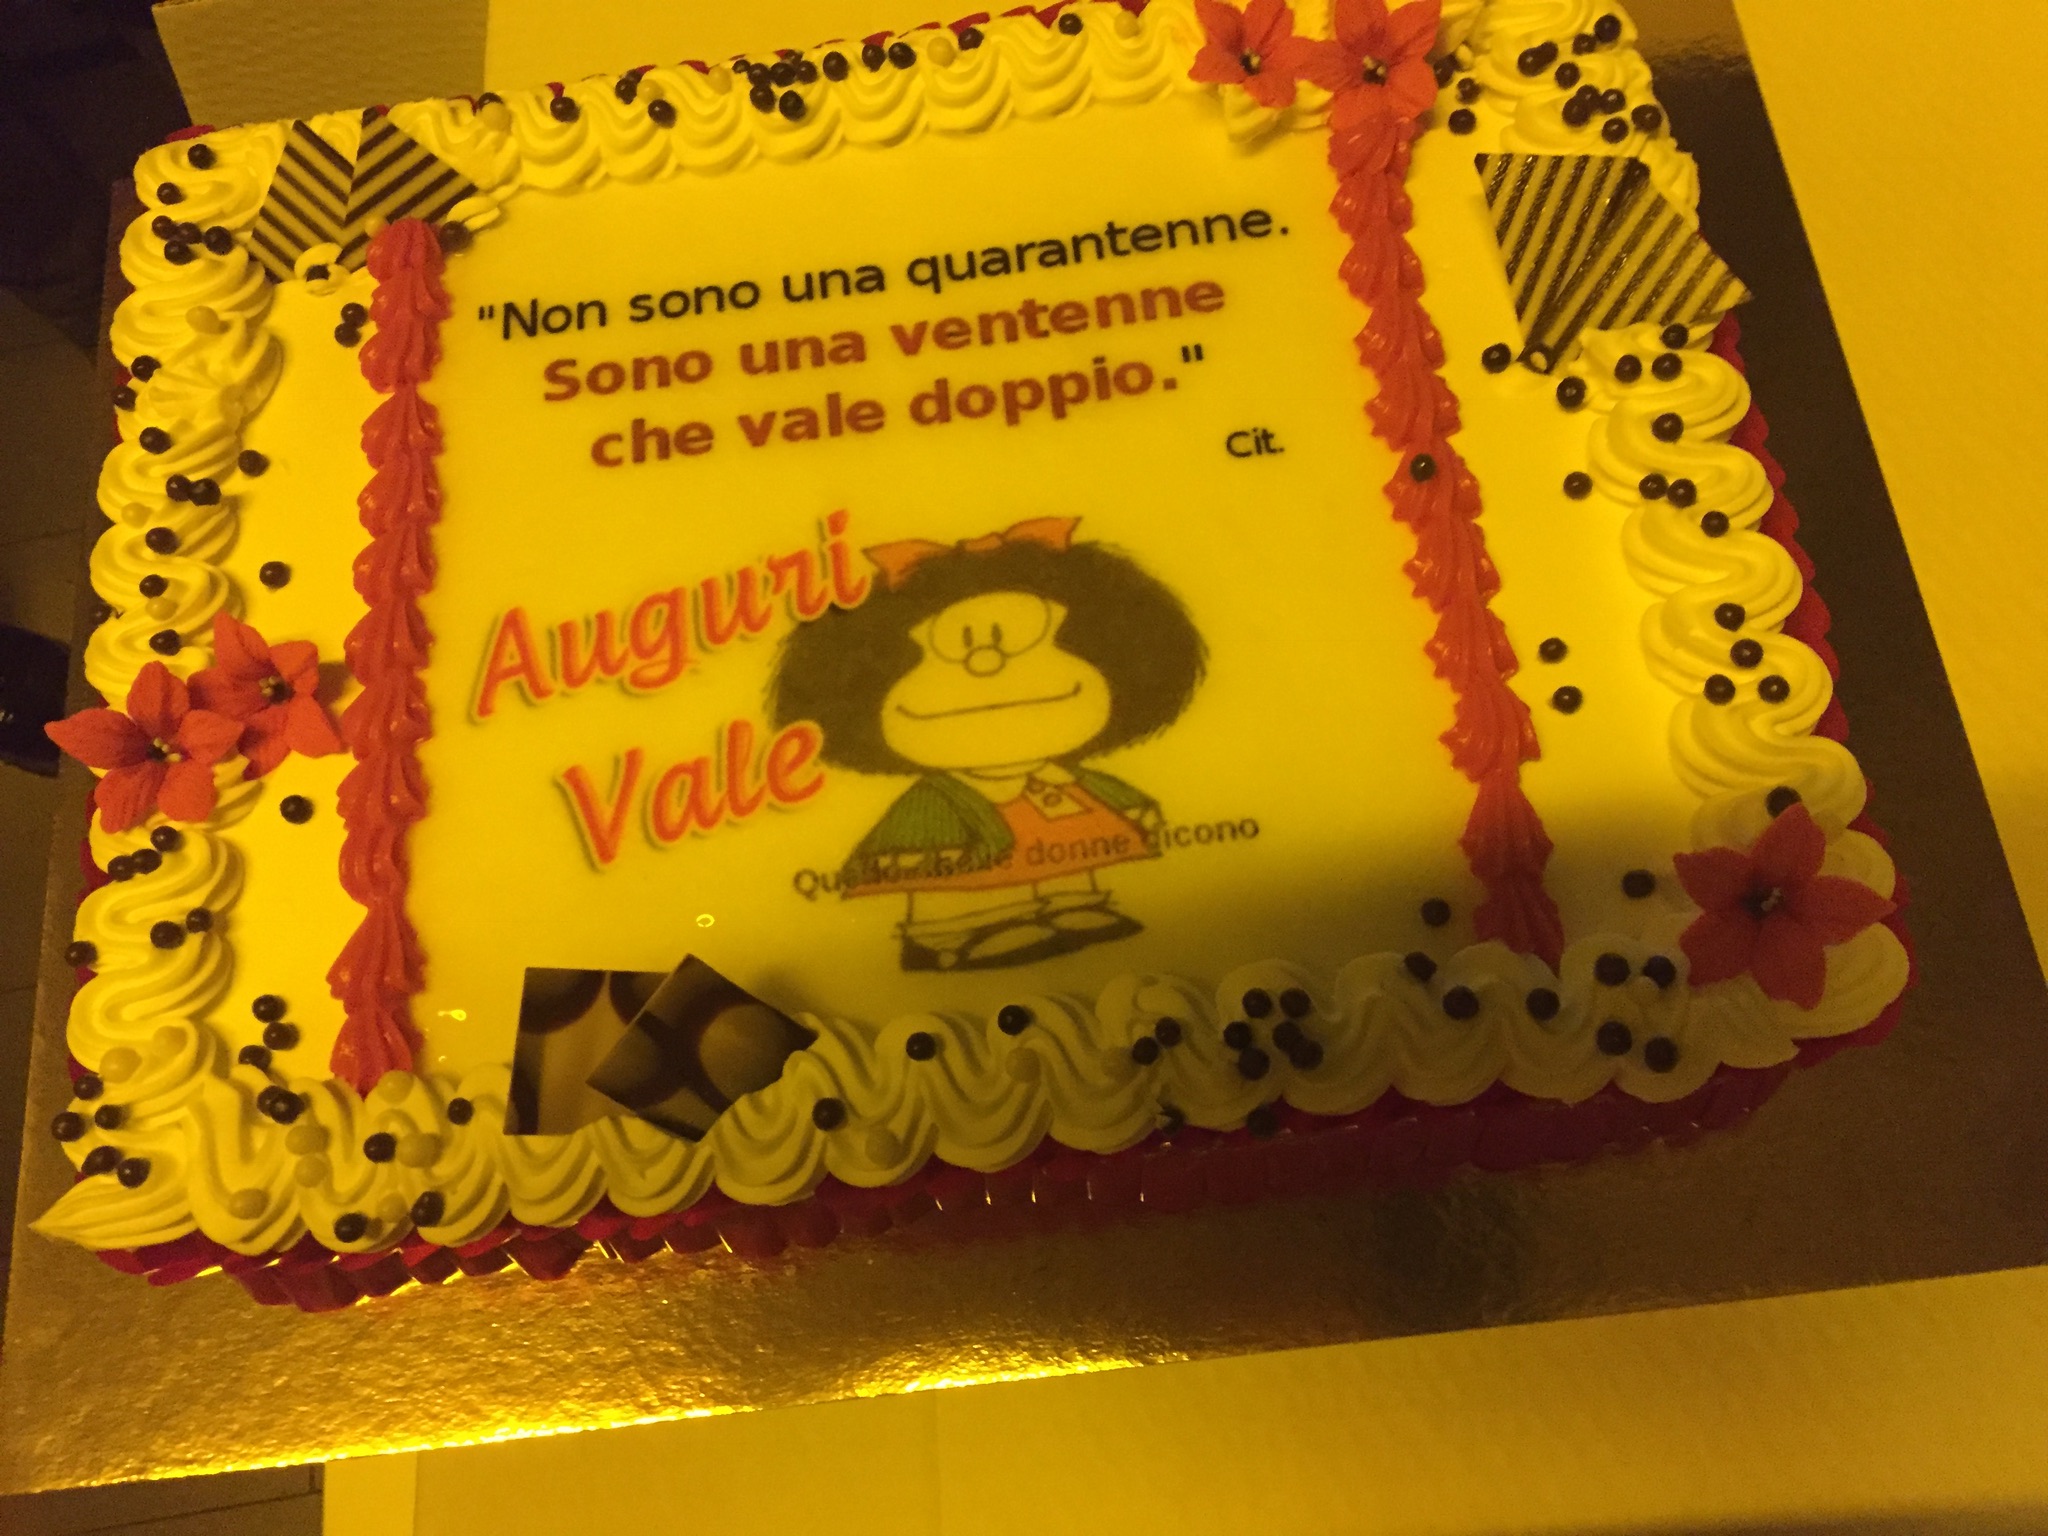 "Non sono una quarantenne.
Sono una ventenne
che vale doppio."
Cit.
Auguri
Vale
donne dicono